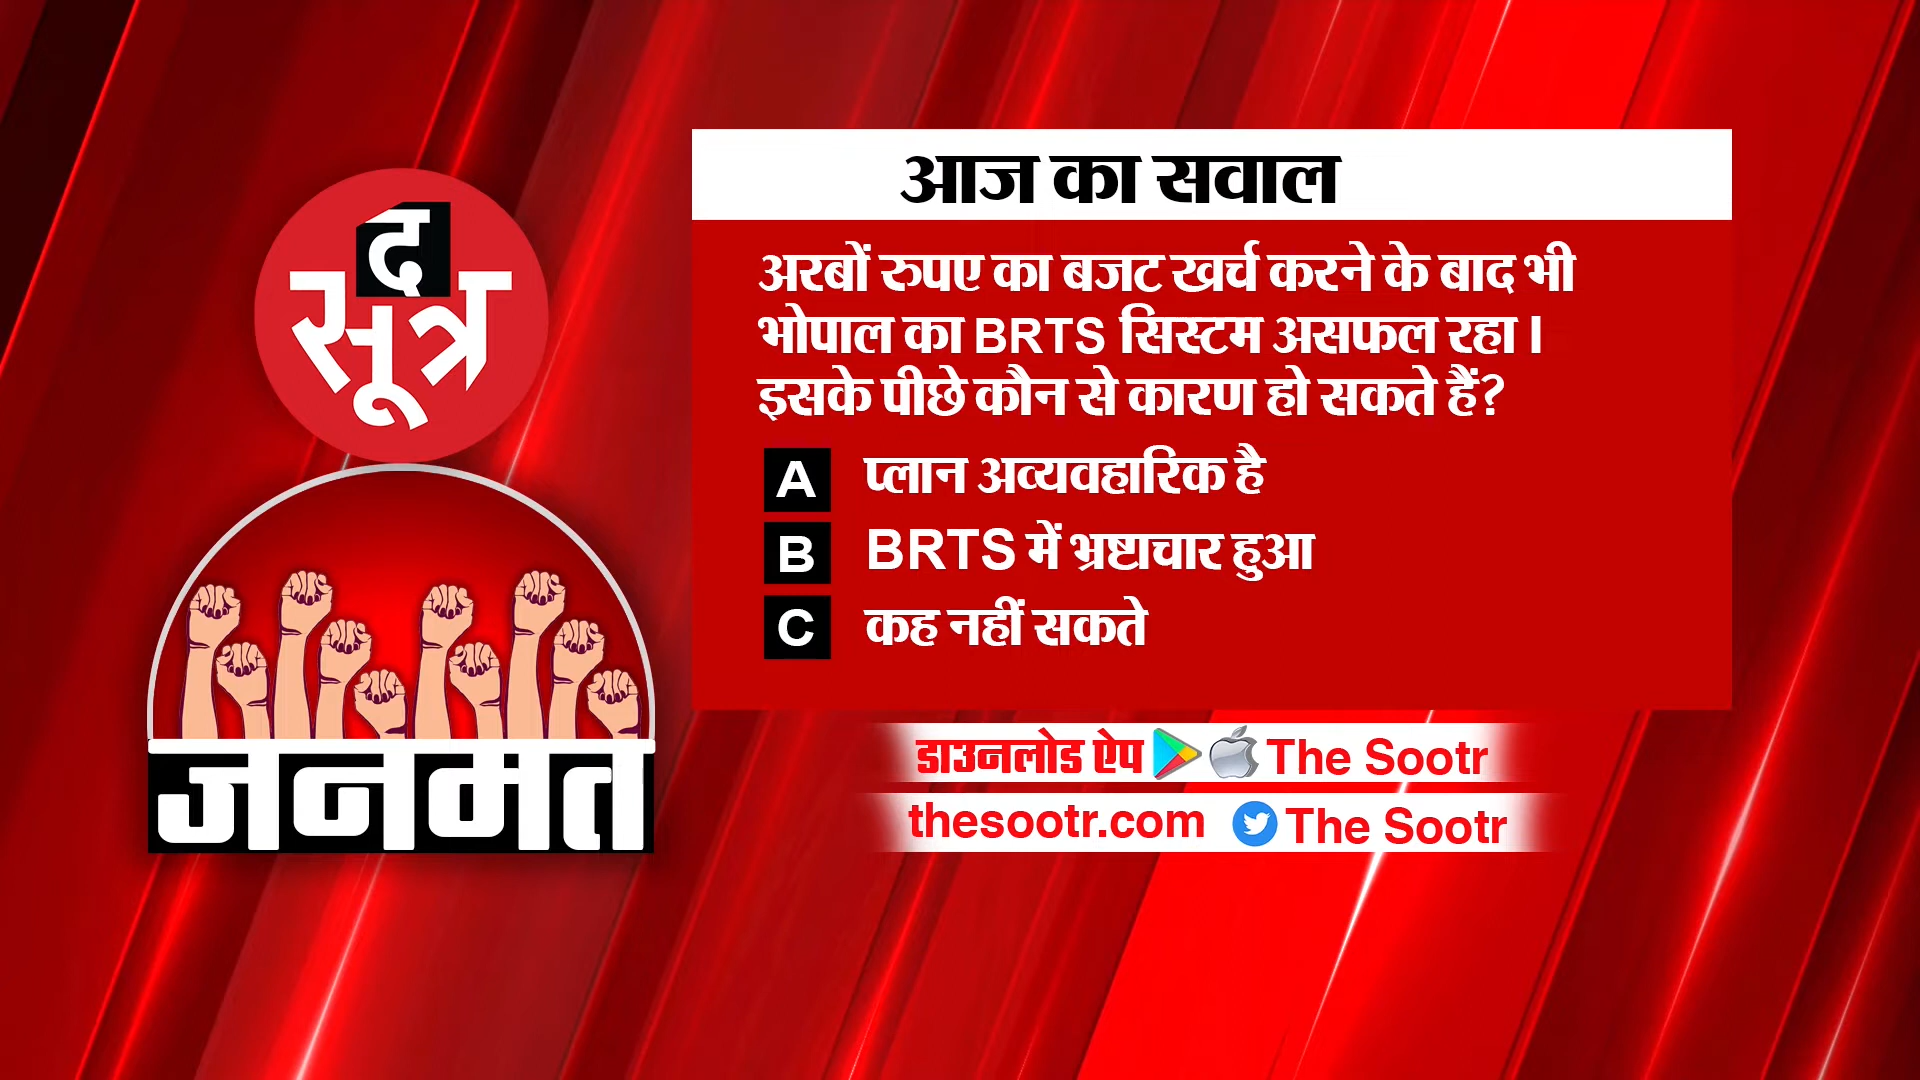 द
सूत्र
जनमत
आज का सवाल
अरबों रुपए का बजट खर्च करने के बाद भी
भोपाल का BRTS सिस्टम असफल रहा।
इसके पीछे कौन से कारण हो सकते हैं?
A प्लान अव्यवहारिक है
B BRTS में भ्रष्टाचार हुआ
C कह नहीं सकते
डाउनलोड ऐप The Sootr
thesootr.com The Sootr